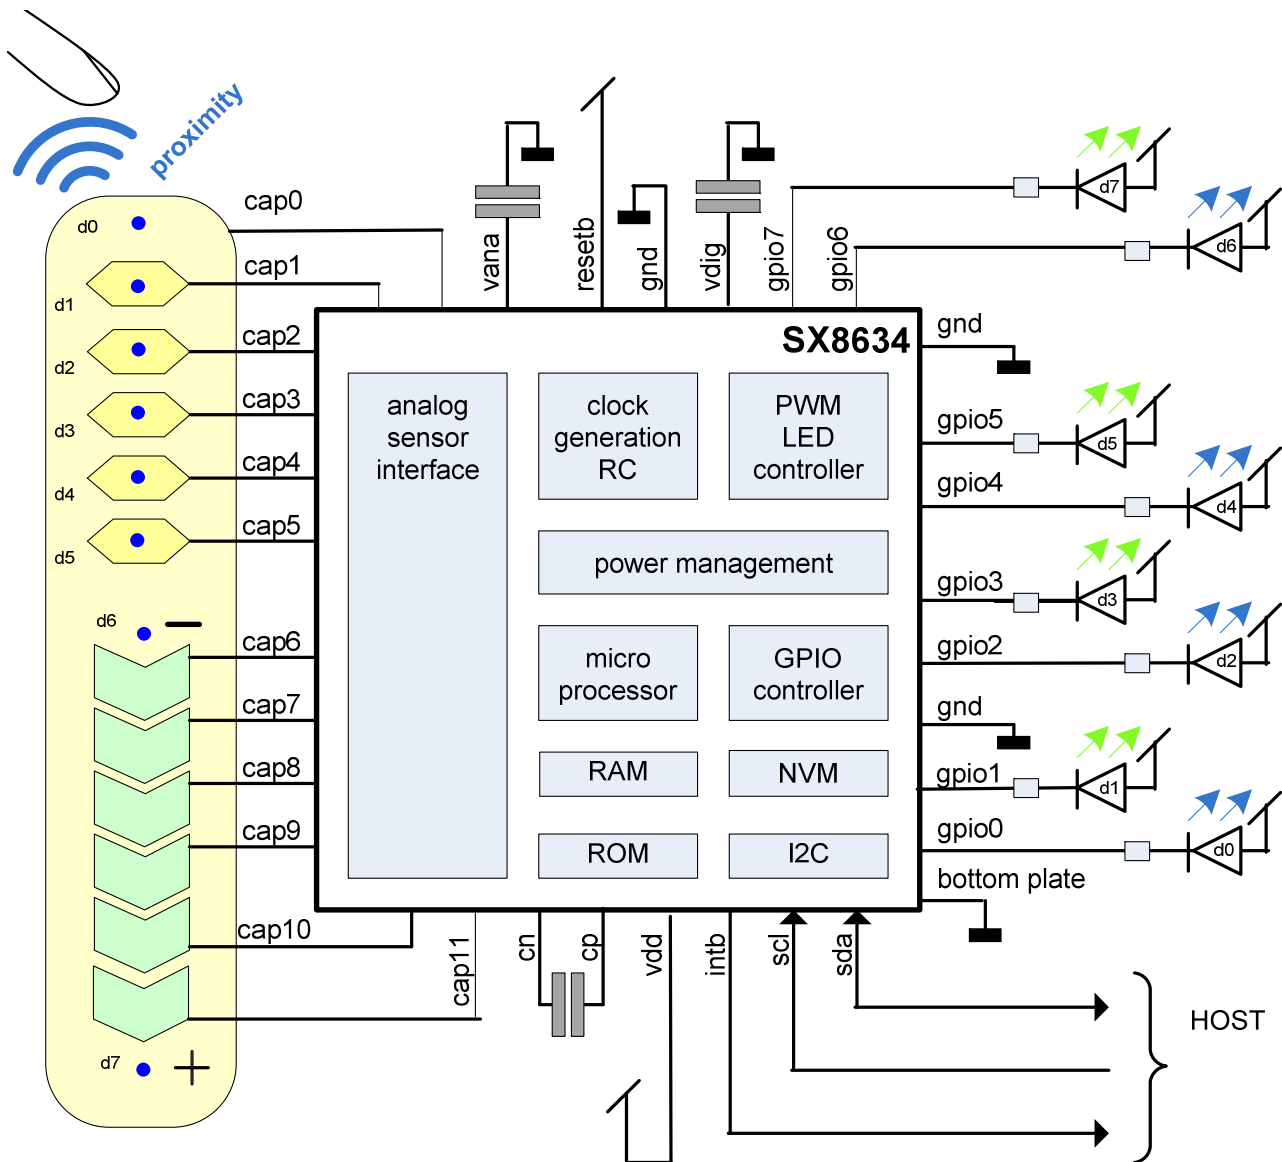 proximity
cap0
d0
cap1
d1
cap2
d2
cap3
d3
cap4
d4
cap5
d5
d6
−
cap6
cap7
cap8
cap9
cap10
cap11
d7
+
vana
resetb
gnd
vdig
gpio7
gpio6
SX8634
analog
sensor
interface
clock
generation
RC
PWM
LED
controller
power management
micro
processor
GPIO
controller
RAM
NVM
ROM
I2C
d7
d6
gnd
gpio5
d5
gpio4
d4
gpio3
d3
gpio2
d2
gnd
gpio1
d1
gpio0
d0
bottom plate
cn
cp
vdd
intb
scl
sda
HOST